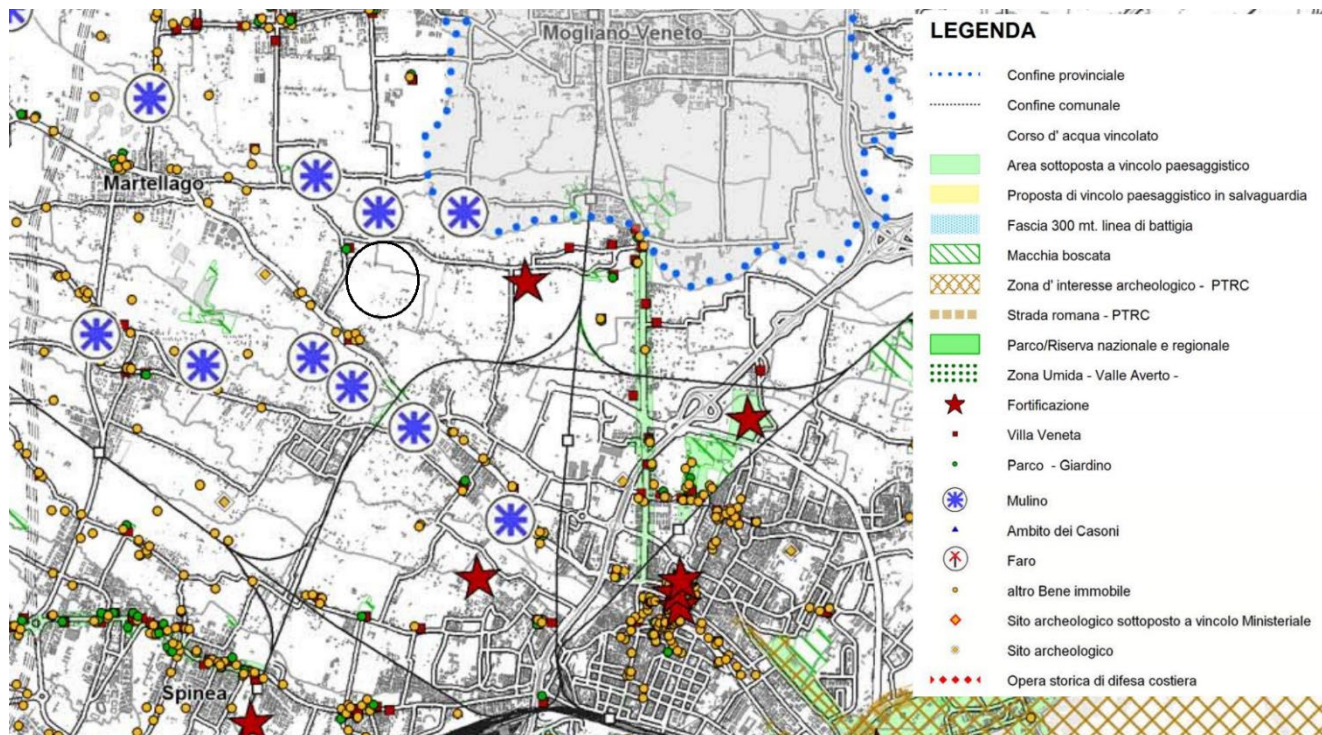 Mogliano Veneto
Martellago
Spinea
LEGENDA
Confine provinciale
Confine comunale
Corso d' acqua vincolato
Area sottoposta a vincolo paesaggistico
Proposta di vincolo paesaggistico in salvaguardia
Fascia 300 mt. linea di battigia
Macchia boscata
Zona d' interesse archeologico - PTRC
Strada romana - PTRC
Parco/Riserva nazionale e regionale
Zona Umida - Valle Averto -
Fortificazione
Villa Veneta
Parco - Giardino
Mulino
Ambito dei Casoni
Faro
altro Bene immobile
Sito archeologico sottoposto a vincolo Ministeriale
Sito archeologico
Opera storica di difesa costiera